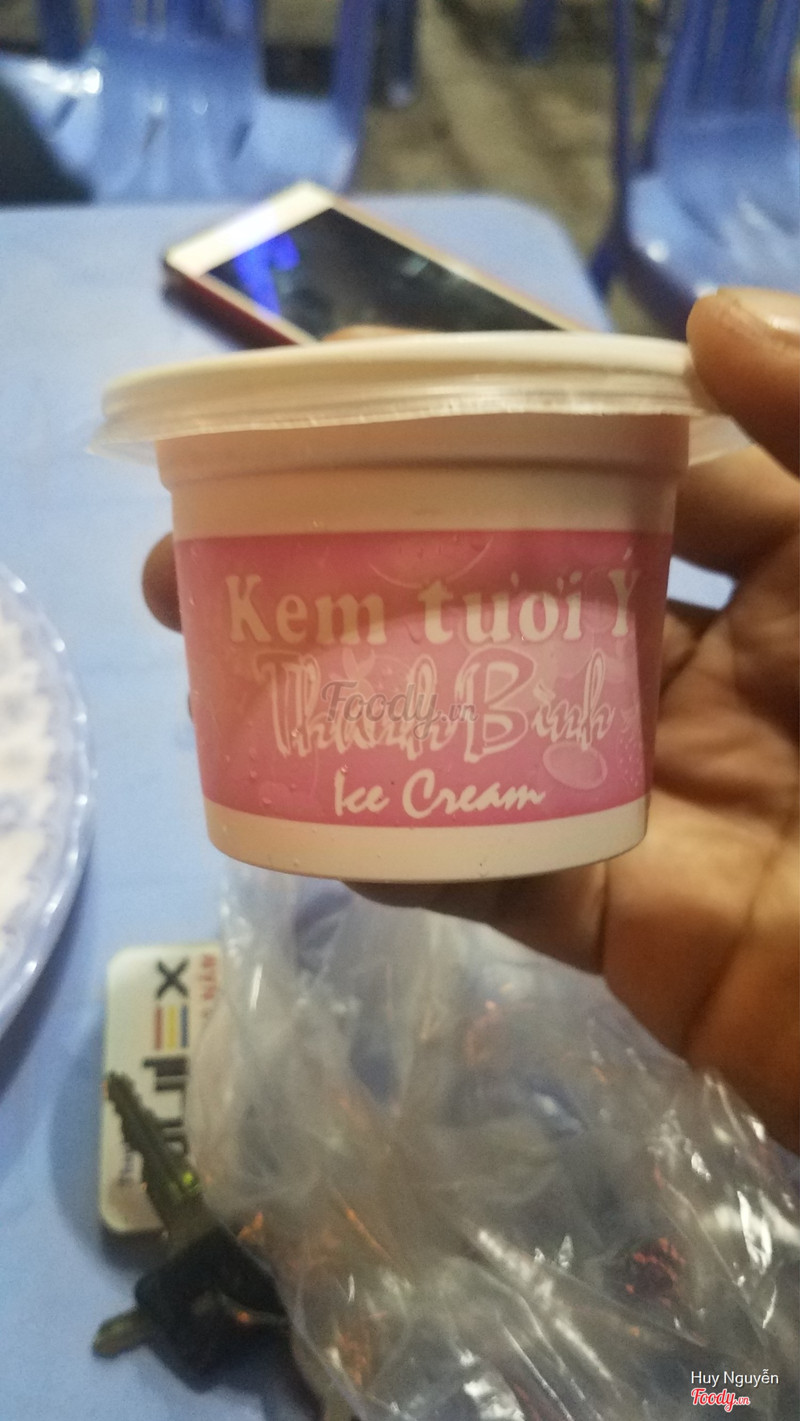 Kem tươi Y
Thanh Bình
Ice Cream
Foody.vn
Huy Nguyễn
Foody.vn